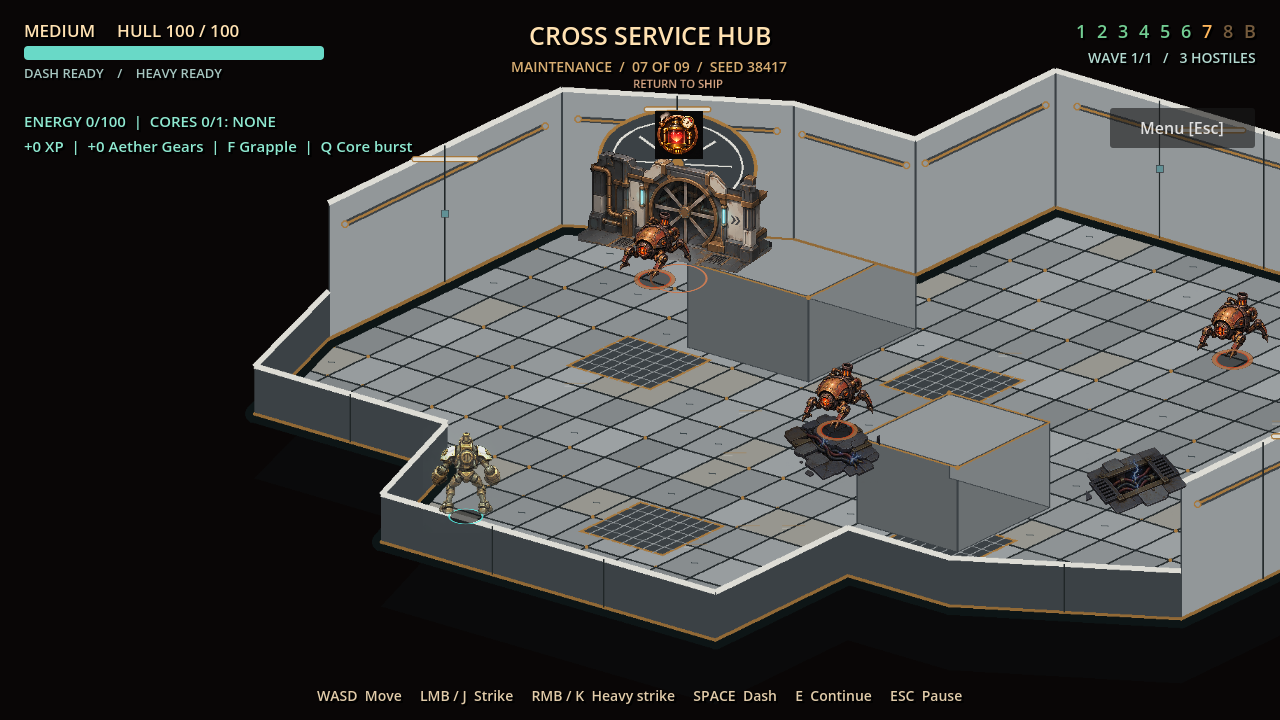 MEDIUM HULL 100 / 100
DASH READY / HEAVY READY
ENERGY 0/100 | CORES 0/1: NONE
+0 XP | +0 Aether Gears | F Grapple | Q Core burst
CROSS SERVICE HUB
MAINTENANCE / 07 OF 09 / SEED 38417
RETURN TO SHIP
1 2 3 4 5 6 7 8 B
WAVE 1/1 / 3 HOSTILES
Menu [Esc]
WASD Move LMB / J Strike RMB / K Heavy strike SPACE Dash E Continue ESC Pause